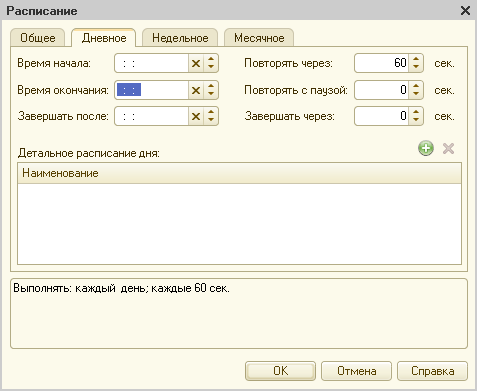 Расписание
Общее Дневное Недельное Месячное
Время начала: : : Повторять через: 60 сек.
Время окончания: : : Повторять с паузой: 0 сек.
Завершать после: : : Завершать через: 0 сек.
Детальное расписание дня:
Наименование
Выполнять: каждый день; каждые 60 сек.
OK Отмена Справка